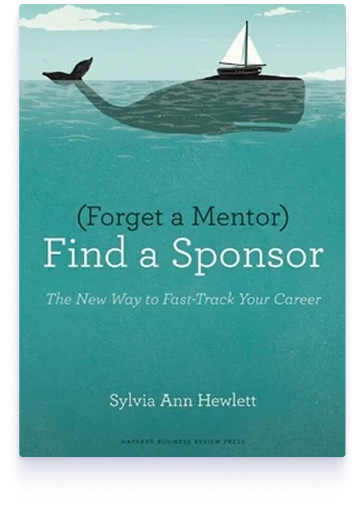 (Forget a Mentor)
Find a Sponsor
The New Way to Fast-Track Your Career
Sylvia Ann Hewlett
HARVARD BUSINESS REVIEW PRESS